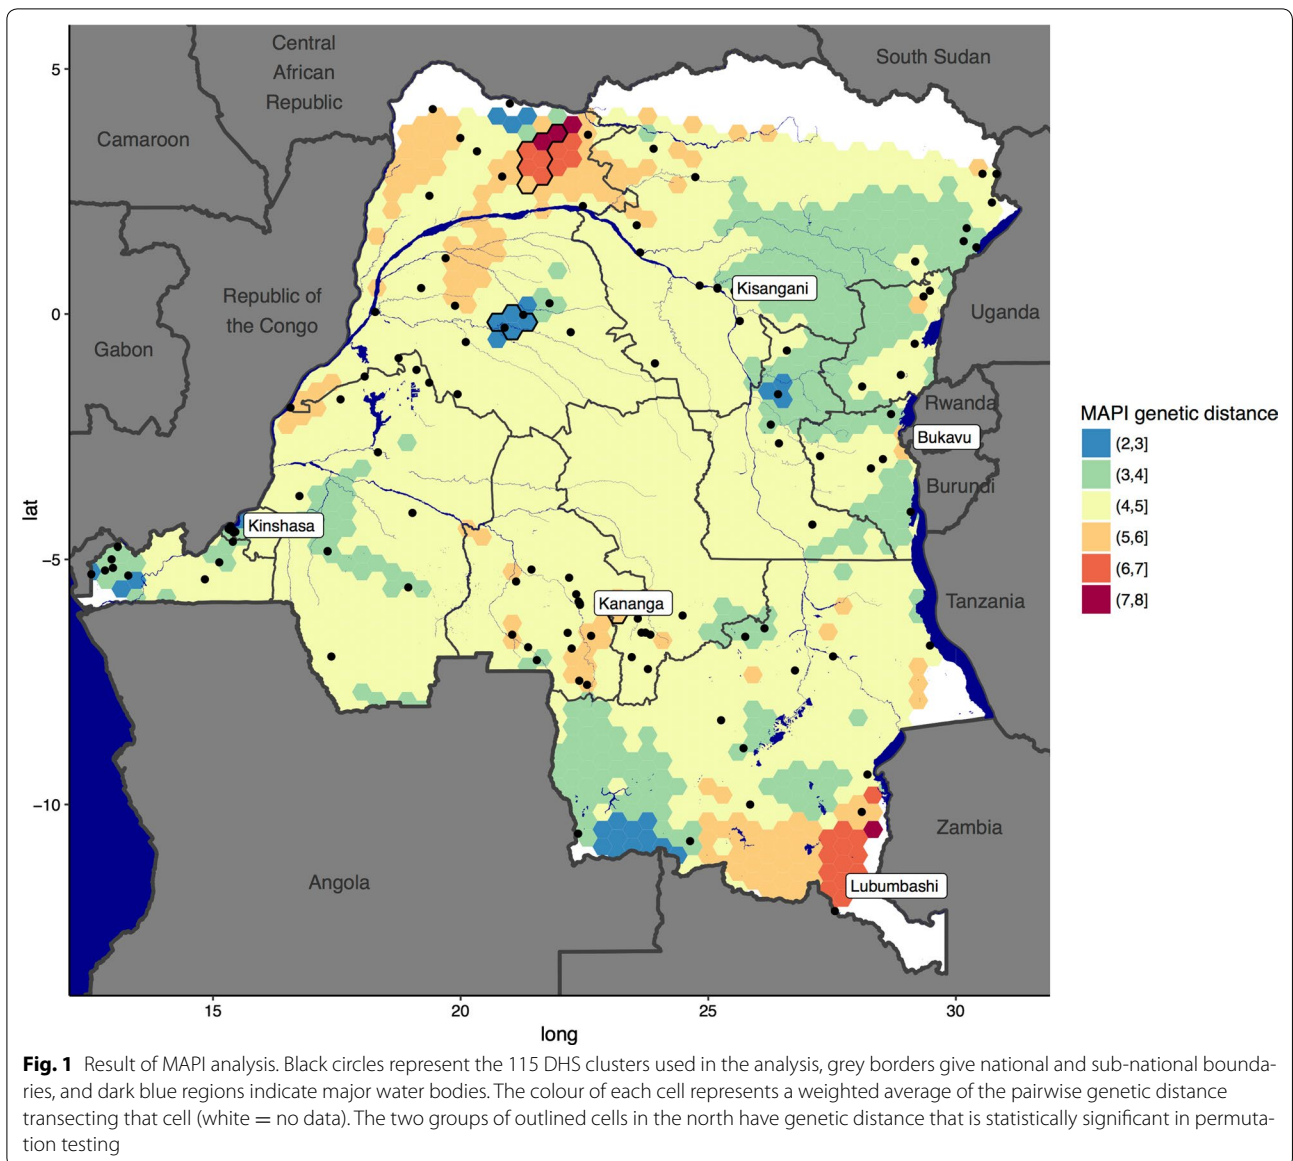 Central
African
Republic
South Sudan
Camaroon
5
Republic of
the Congo
Kisangani
Uganda
0
Gabon
Rwanda
MAPI genetic distance
(2,3]
(3,4]
(4,5]
(5,6]
(6,7]
(7,8]
Bukavu
Burundi
lat
Kinshasa
−5
Kananga
Tanzania
−10
Zambia
Angola
Lubumbashi
15
20
25
30
long
Fig. 1 Result of MAPI analysis. Black circles represent the 115 DHS clusters used in the analysis, grey borders give national and sub-national bounda-
ries, and dark blue regions indicate major water bodies. The colour of each cell represents a weighted average of the pairwise genetic distance
transecting that cell (white = no data). The two groups of outlined cells in the north have genetic distance that is statistically significant in permuta-
tion testing